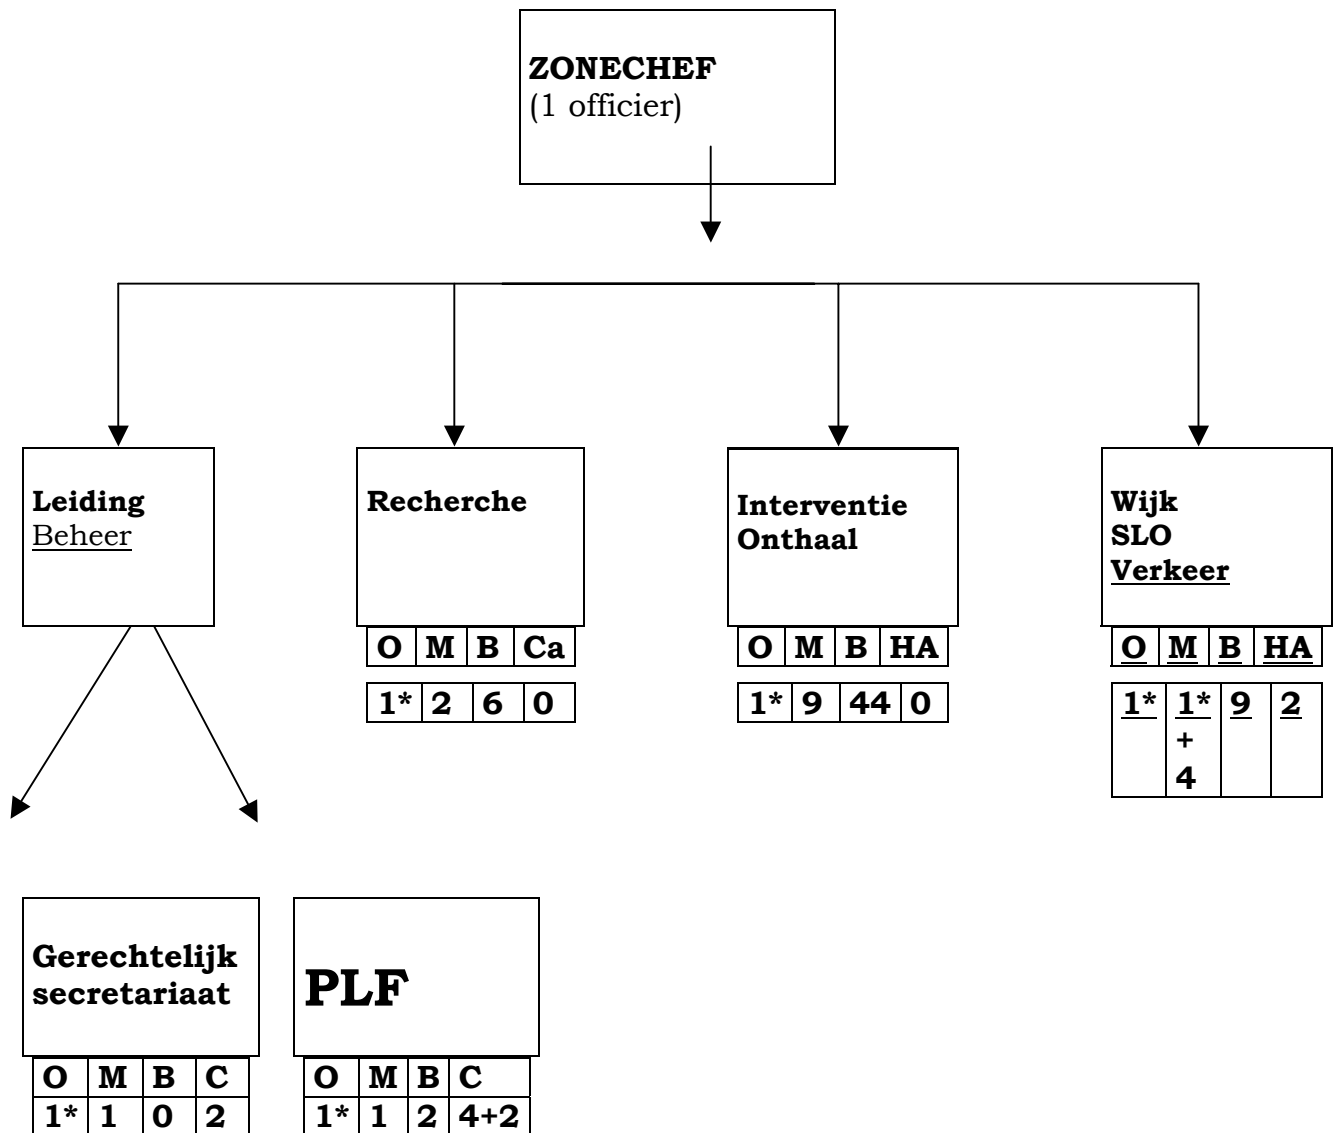 ZONECHEF
(1 officier)
Leiding
Beheer
Recherche
Interventie
Onthaal
Wijk
SLO
Verkeer
O M B Ca
1* 2 6 0
O M B HA
1* 9 44 0
O M B HA
1* 1* 9 2
+
4
Gerechtelijk
secretariaat
PLF
O M B C
1* 1 0 2
O M B C
1* 1 2 4+2